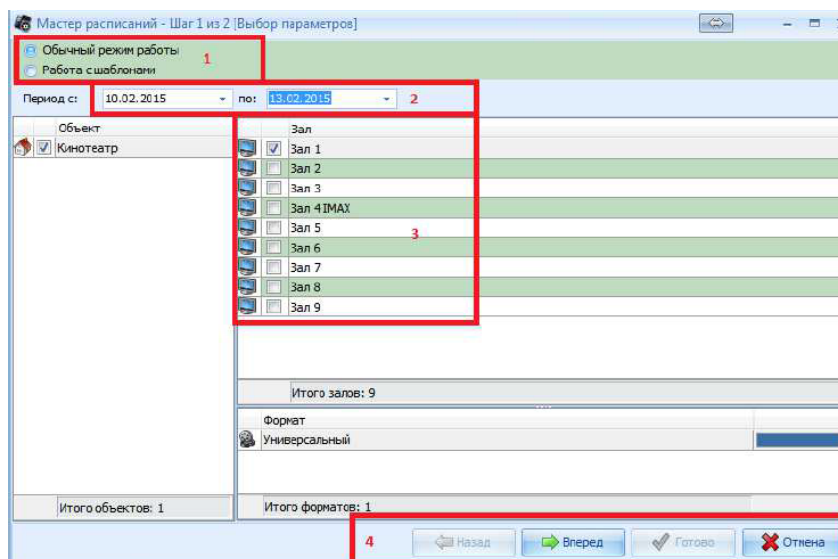 Мастер расписаний - Шаг 1 из 2 [Выбор параметров]
Обычный режим работы
Работа с шаблонами
1
Период с: 10.02.2015 по: 13.02.2015 2
Объект
Кинотеатр
Зал
Зал 1
Зал 2
Зал 3
Зал 4 IMAX
Зал 5
3
Зал 6
Зал 7
Зал 8
Зал 9
Итого залов: 9
Формат
Универсальный
Итого объектов: 1
Итого форматов: 1
4 Назад Вперед Готово Отмена